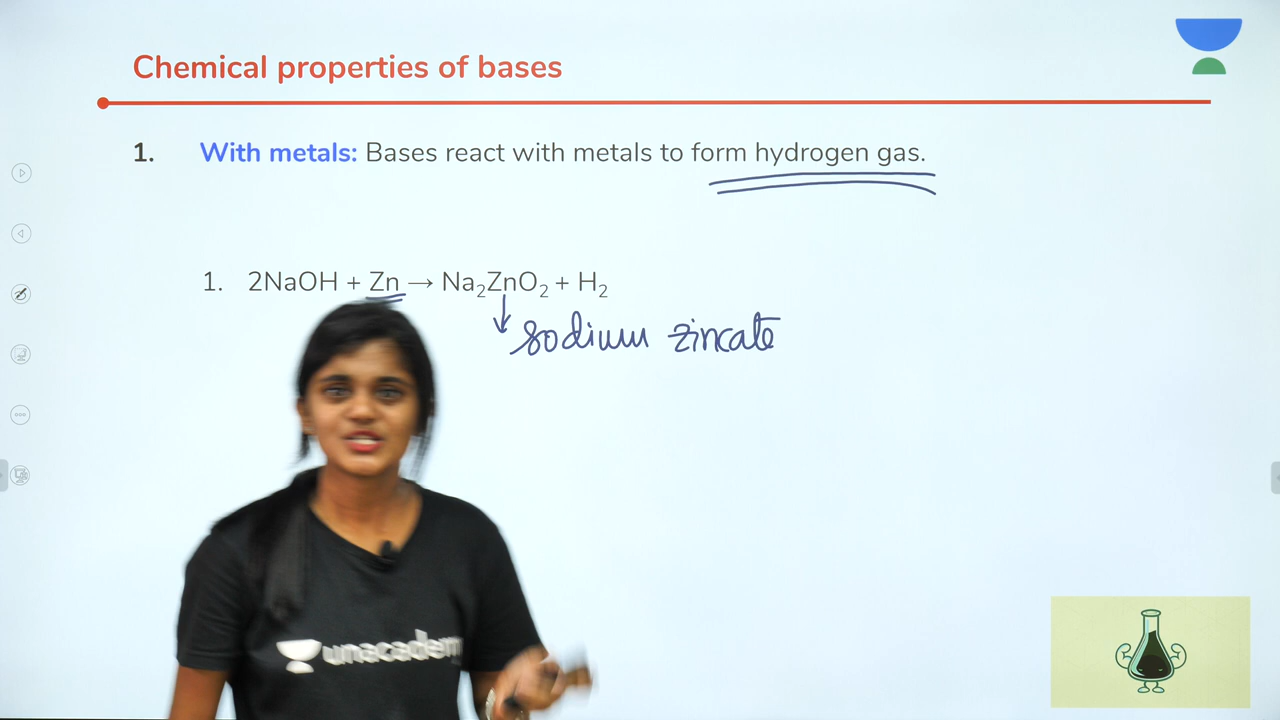 Chemical properties of bases
1. With metals: Bases react with metals to form hydrogen gas.
1. 2NaOH + Zn → Na₂ZnO₂ + H₂
sodium zincate
unacademy